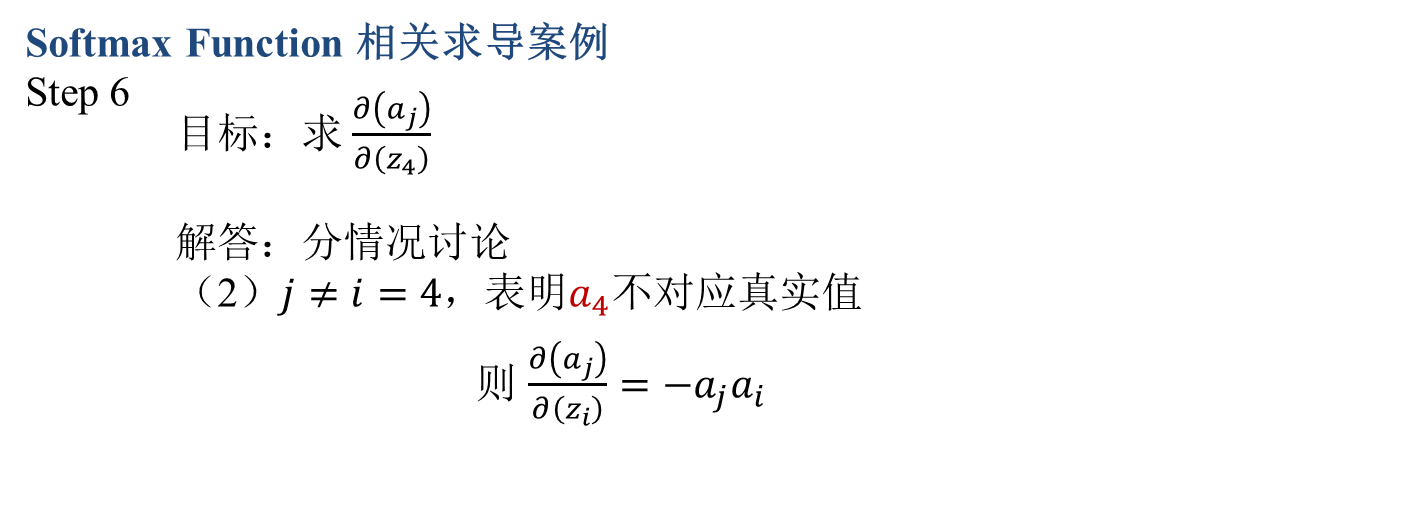 Softmax Function 相关求导案例
Step 6
目标：求 ∂(a_j)/∂(z_4)
解答：分情况讨论
（2）j ≠ i = 4，表明a_4不对应真实值
则 ∂(a_j)/∂(z_i) = −a_j a_i